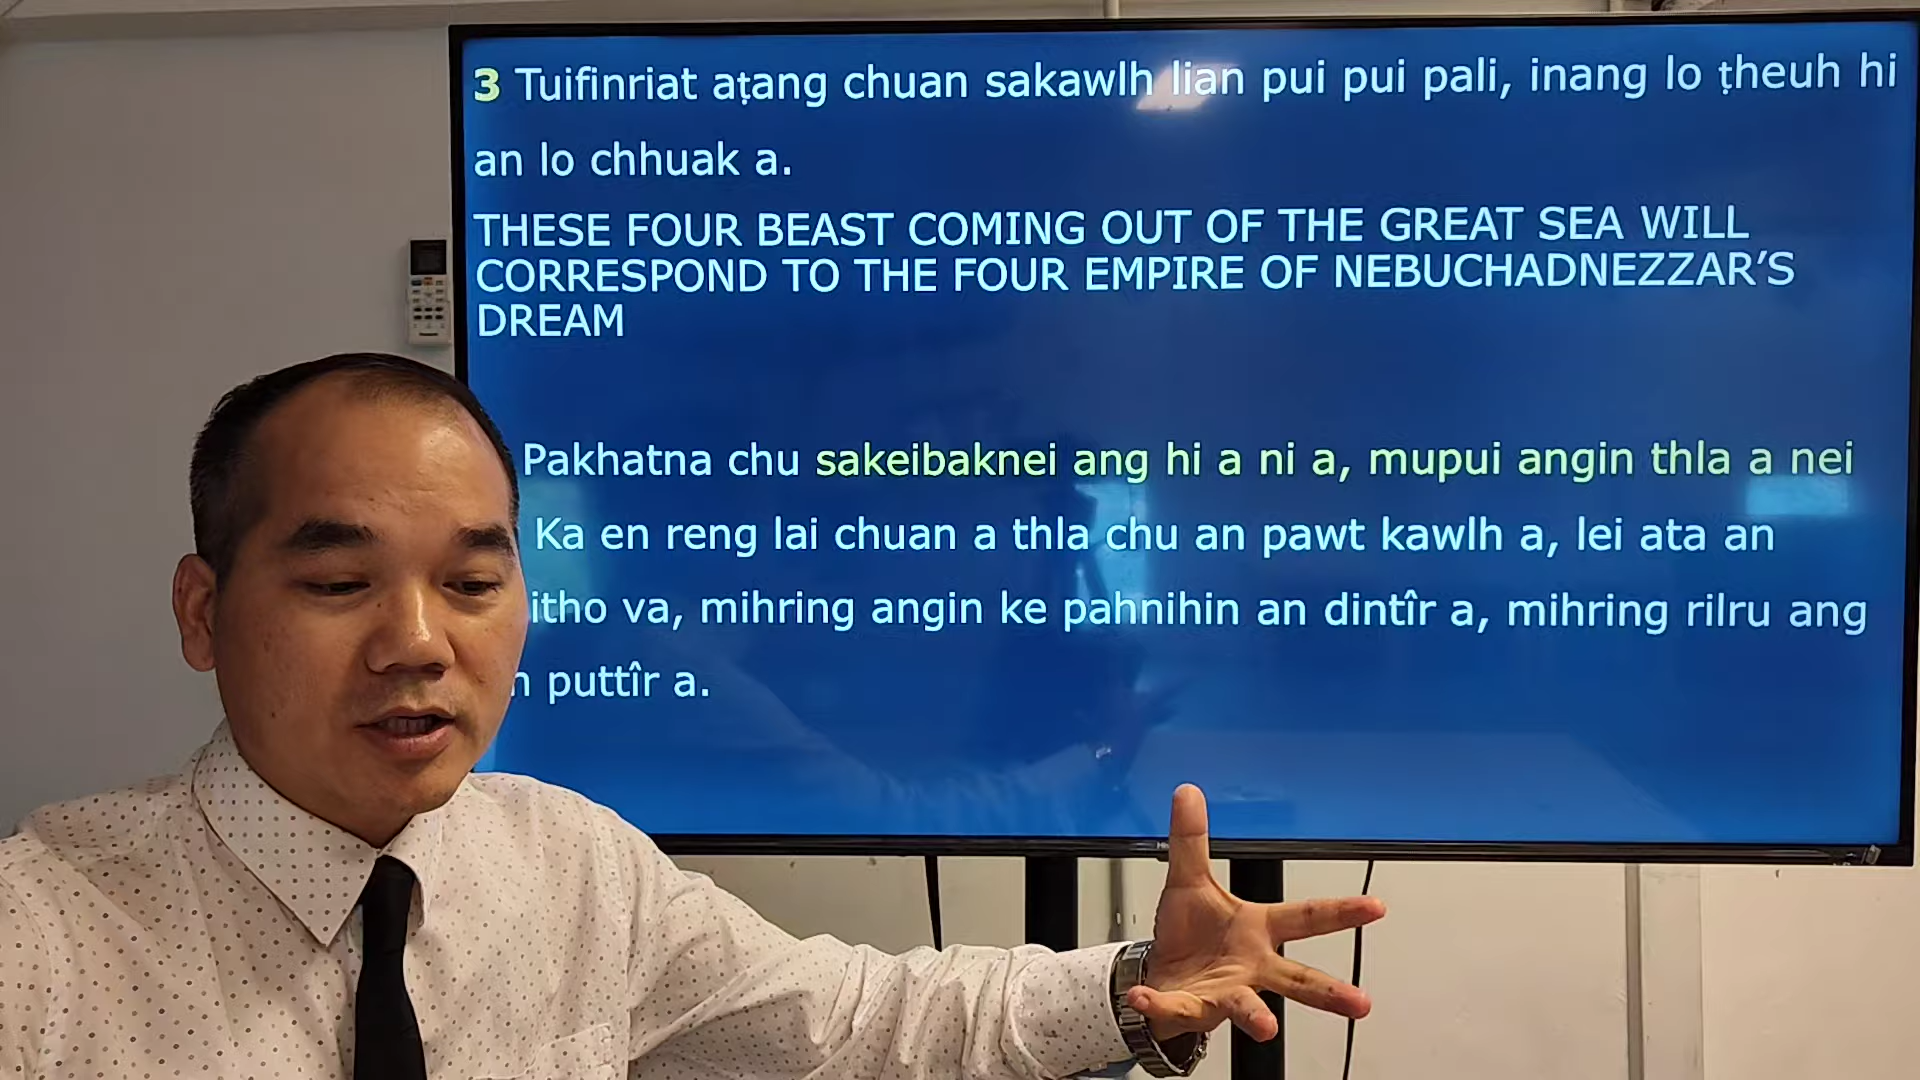 3 Tuifinriat aṭang chuan sakawlh lian pui pui pali, inang lo ṭheuh hi
an lo chhuak a.
THESE FOUR BEAST COMING OUT OF THE GREAT SEA WILL
CORRESPOND TO THE FOUR EMPIRE OF NEBUCHADNEZZAR’S
DREAM
Pakhatna chu sakeibaknei ang hi a ni a, mupui angin thla a nei
Ka en reng lai chuan a thla chu an pawt kawlh a, lei ata an
va, mihring angin ke pahnihin an dintîr a, mihring rilru ang
puttîr a.